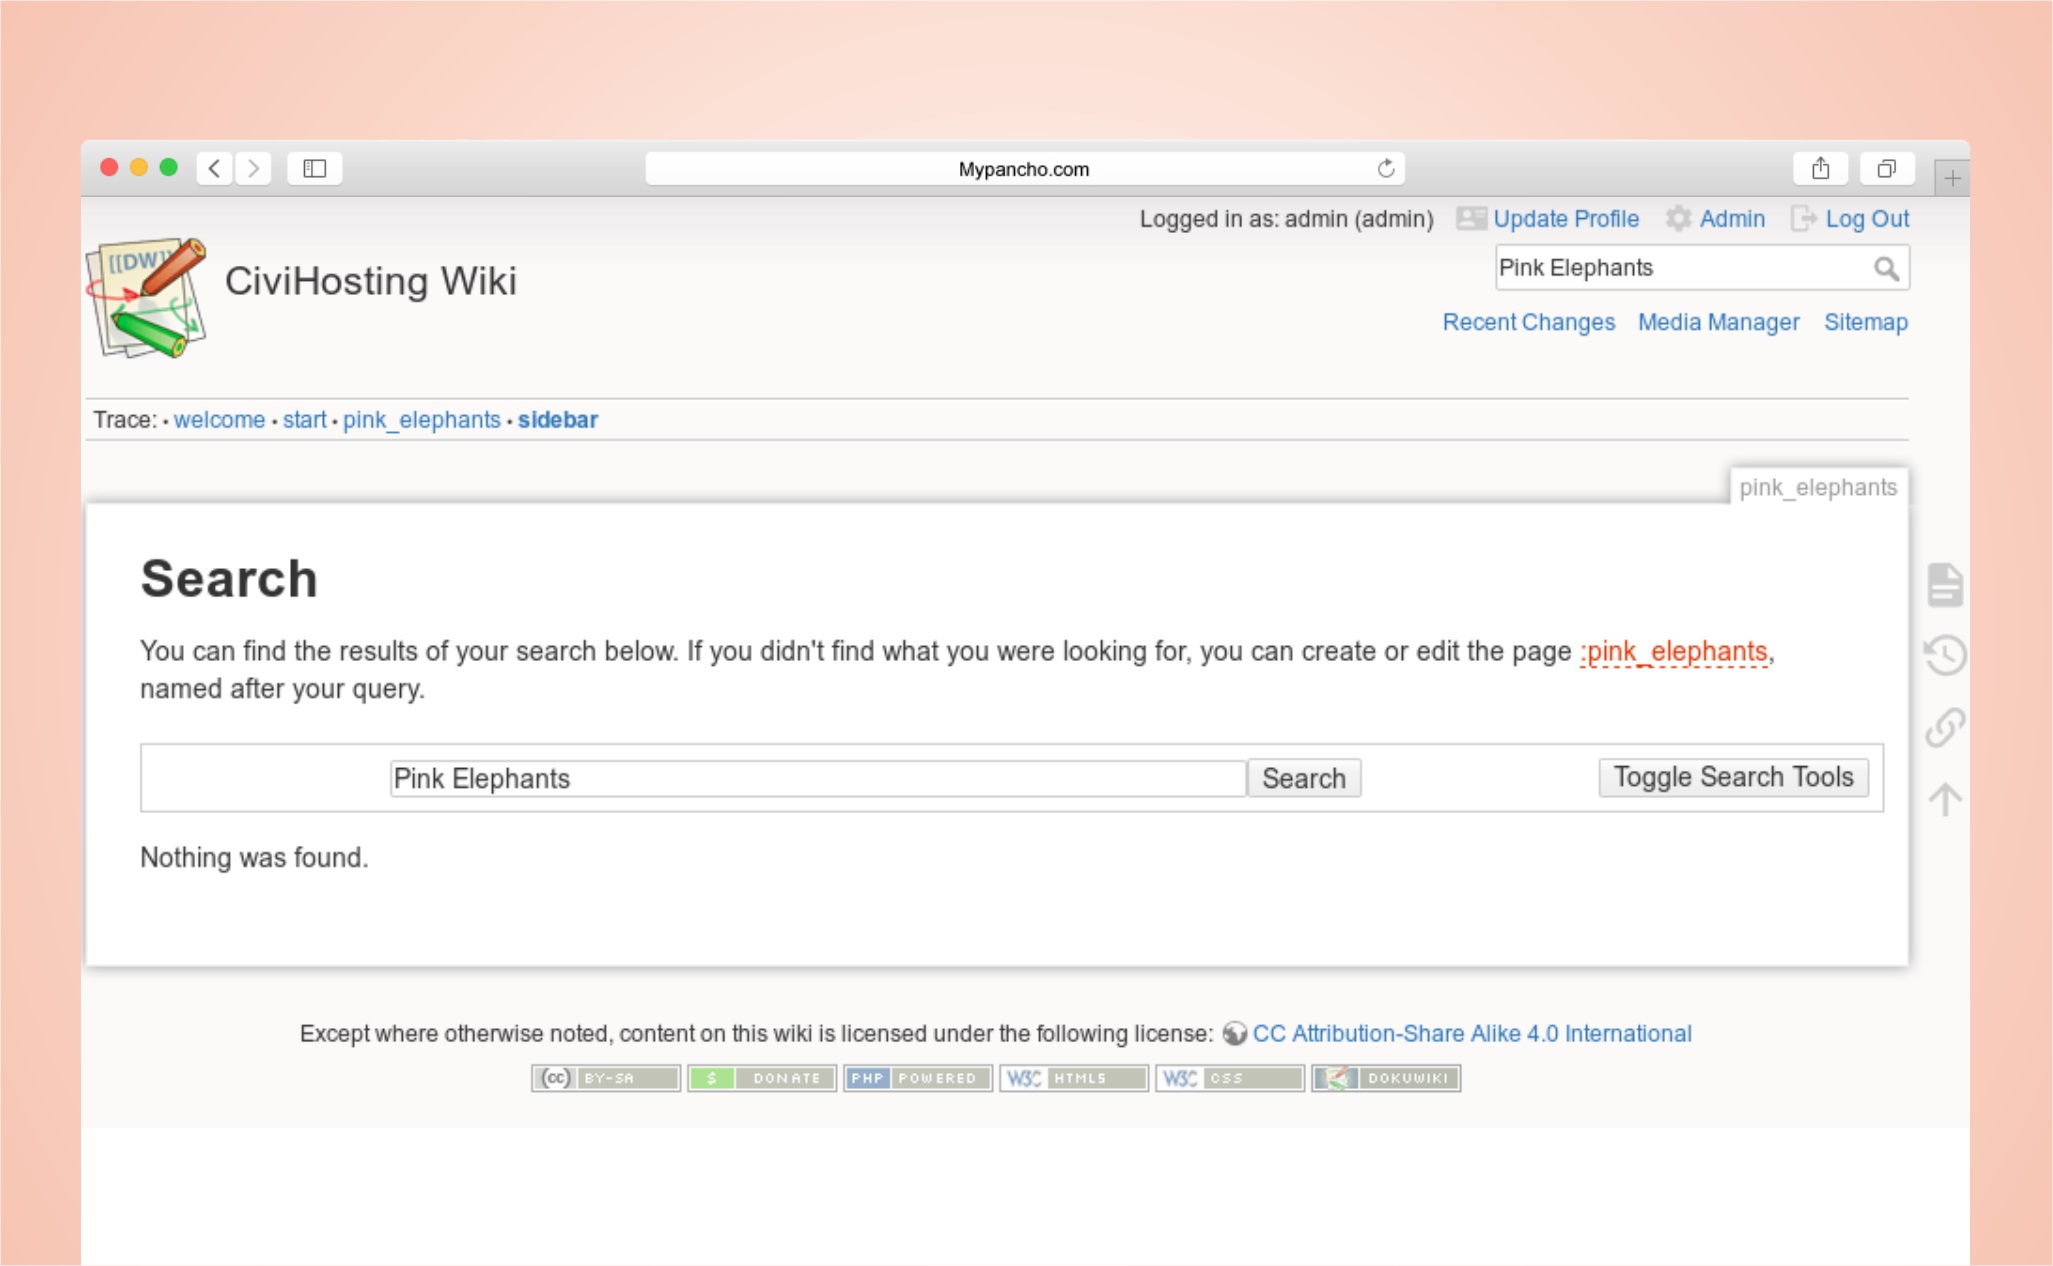 Mypancho.com
Logged in as: admin (admin) Update Profile Admin Log Out
[[DW]]
CiviHosting Wiki
Pink Elephants
Recent Changes Media Manager Sitemap
Trace: • welcome • start • pink_elephants • sidebar
pink_elephants
Search
You can find the results of your search below. If you didn't find what you were looking for, you can create or edit the page :pink_elephants,
named after your query.
Pink Elephants Search Toggle Search Tools
Nothing was found.
Except where otherwise noted, content on this wiki is licensed under the following license: CC Attribution-Share Alike 4.0 International
(cc) BY-SA $ DONATE PHP POWERED W3C HTML5 W3C CSS DOKUWIKI